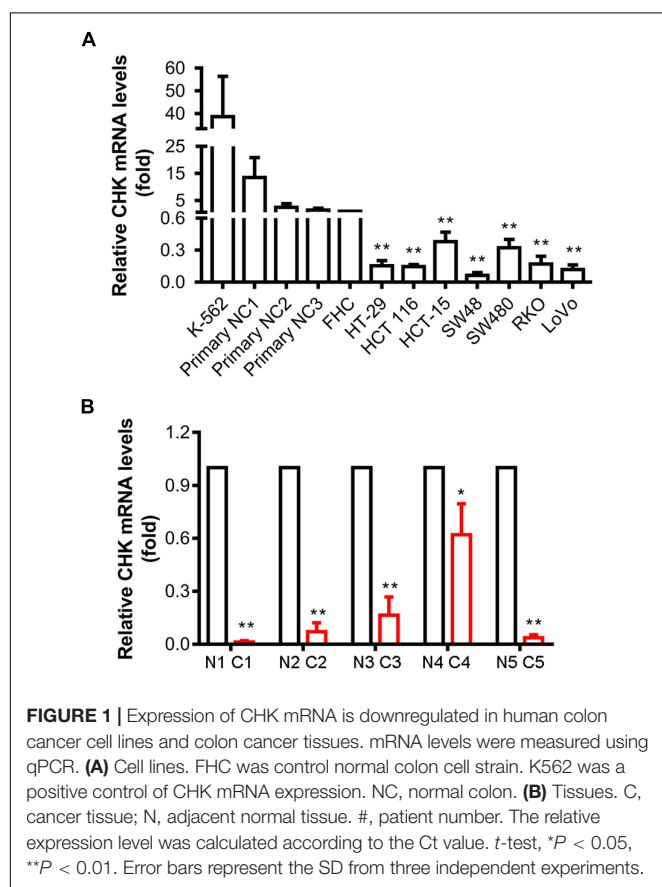 A
Relative CHK mRNA levels
(fold)
60
40
25
15
5
0.6
0.3
0.0
**
**
**
**
**
**
**
K-562
Primary NC1
Primary NC2
Primary NC3
FHC
HT-29
HCT 116
HCT-15
SW48
SW480
RKO
LoVo
B
Relative CHK mRNA levels
(fold)
1.2
0.9
0.6
0.3
0.0
**
**
**
*
**
N1 C1
N2 C2
N3 C3
N4 C4
N5 C5
FIGURE 1 | Expression of CHK mRNA is downregulated in human colon
cancer cell lines and colon cancer tissues. mRNA levels were measured using
qPCR. (A) Cell lines. FHC was control normal colon cell strain. K562 was a
positive control of CHK mRNA expression. NC, normal colon. (B) Tissues. C,
cancer tissue; N, adjacent normal tissue. #, patient number. The relative
expression level was calculated according to the Ct value. t-test, *P < 0.05,
**P < 0.01. Error bars represent the SD from three independent experiments.